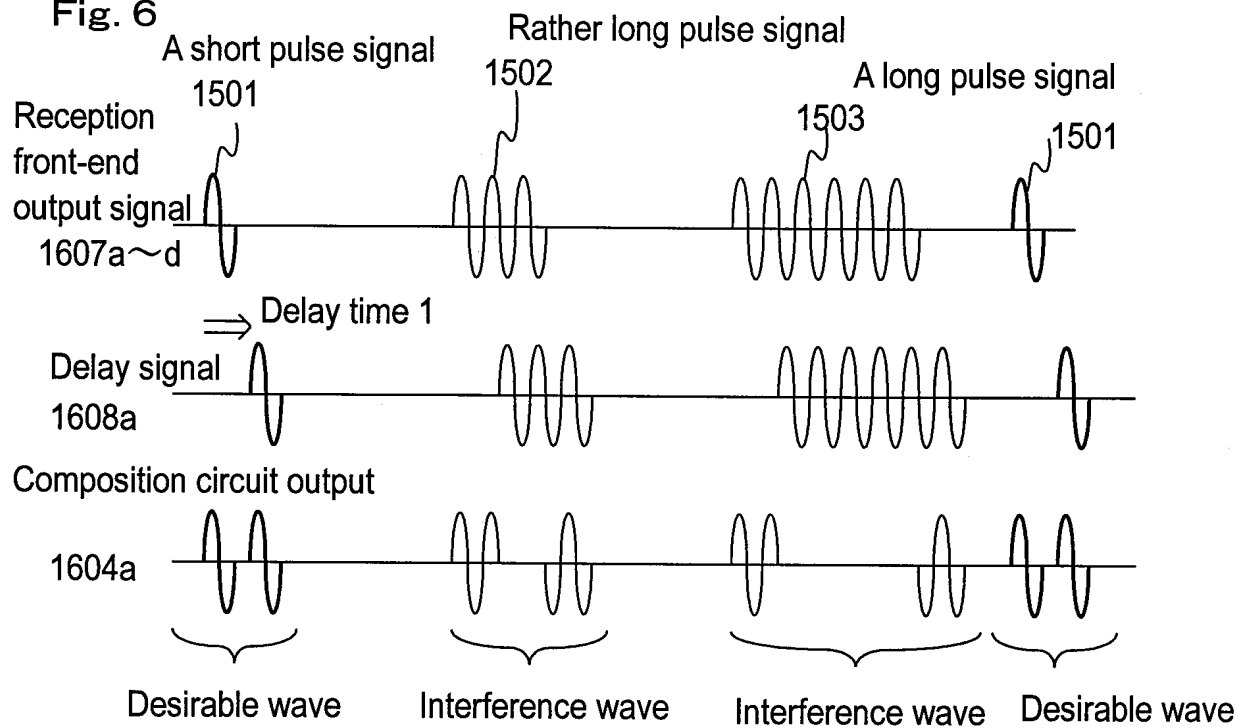 Fig. 6
A short pulse signal
1501
Rather long pulse signal
1502
A long pulse signal
1503
1501
Reception
front-end
output signal
1607a～d
Delay time 1
Delay signal
1608a
Composition circuit output
1604a
Desirable wave
Interference wave
Interference wave
Desirable wave